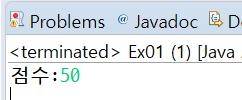 Problems @ Javadoc D
<terminated> Ex01 (1) [Java
점수:50